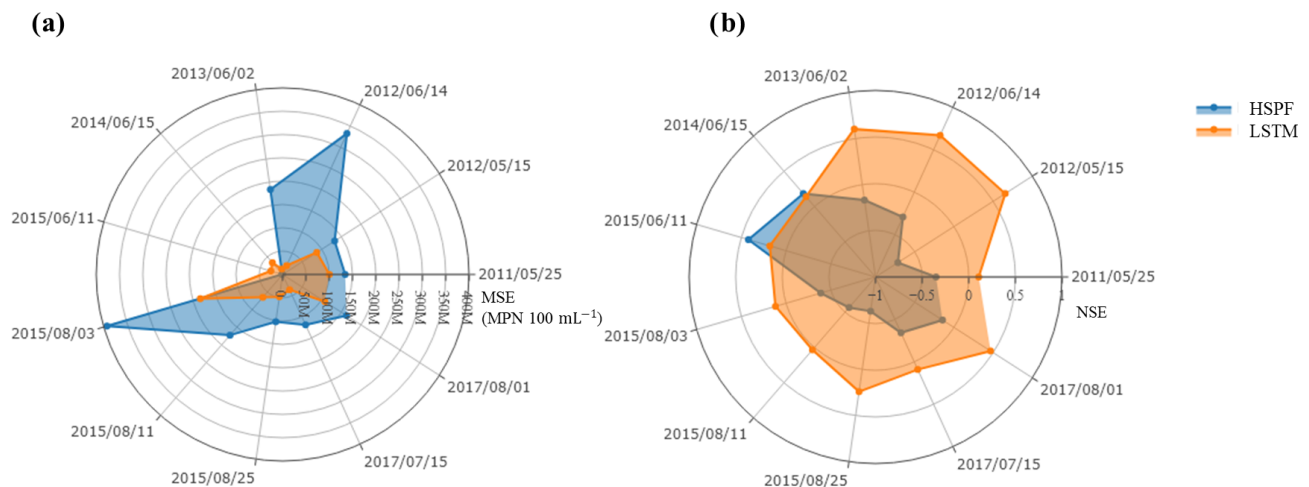 (a)
(b)
2013/06/02
2012/06/14
2014/06/15
2012/05/15
2015/06/11
2011/05/25
0
50M
100M
150M
200M
250M
300M
350M
400M
MSE
(MPN 100 mL−1)
2015/08/03
2017/08/01
2015/08/11
2017/07/15
2015/08/25
2013/06/02
2012/06/14
2014/06/15
2012/05/15
2015/06/11
2011/05/25
−1
−0.5
0
0.5
1
NSE
2015/08/03
2017/08/01
2015/08/11
2017/07/15
2015/08/25
HSPF
LSTM